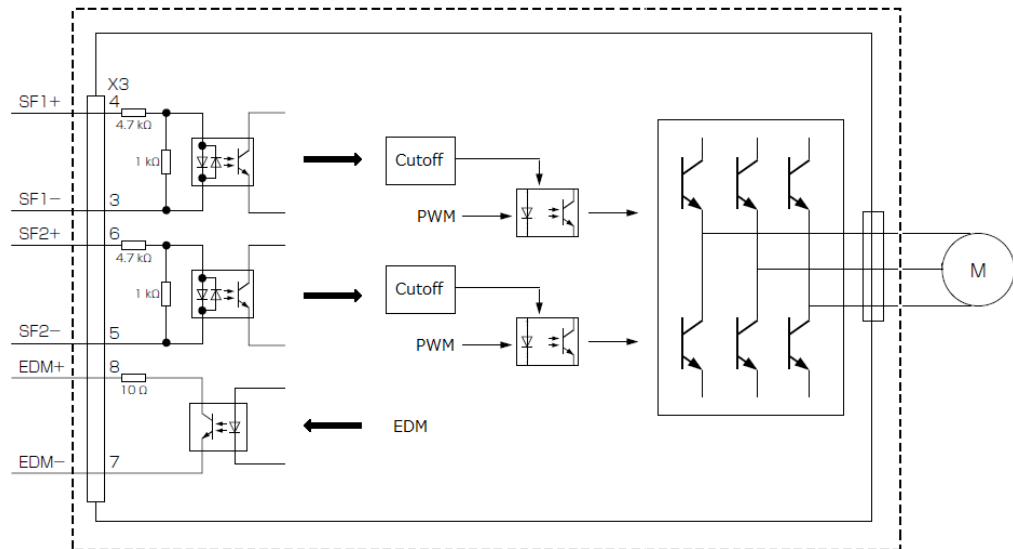 X3
SF1+
4
4.7 kΩ
1 kΩ
Cutoff
SF1−
3
PWM
SF2+
6
4.7 kΩ
M
1 kΩ
Cutoff
SF2−
5
PWM
EDM+
8
10 Ω
EDM
EDM−
7